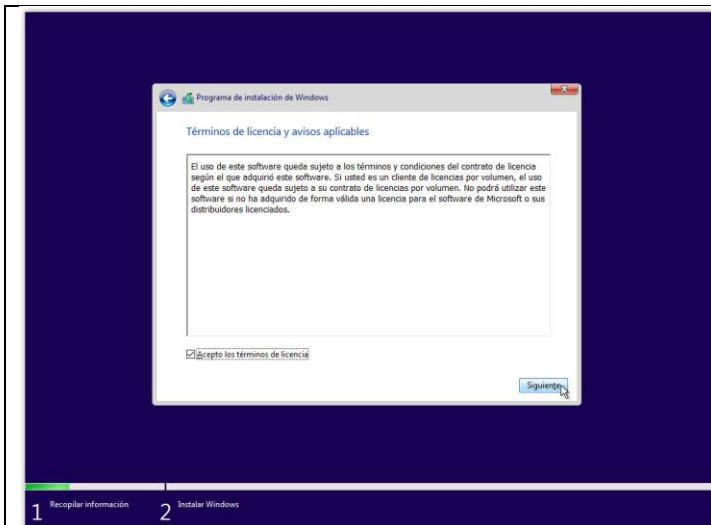 Programa de instalación de Windows
Términos de licencia y avisos aplicables
El uso de este software queda sujeto a los términos y condiciones del contrato de licencia
según el que adquirió este software. Si usted es un cliente de licencias por volumen, el uso
de este software queda sujeto a su contrato de licencias por volumen. No podrá utilizar este
software si no ha adquirido de forma válida una licencia para el software de Microsoft o sus
distribuidores licenciados.
Acepto los términos de licencia
Siguiente
1 Recopilar información
2 Instalar Windows